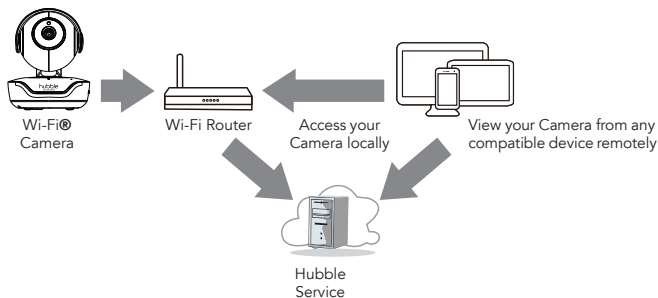 hubble
Wi-Fi®
Camera
Wi-Fi Router
Access your
Camera locally
View your Camera from any
compatible device remotely
Hubble
Service